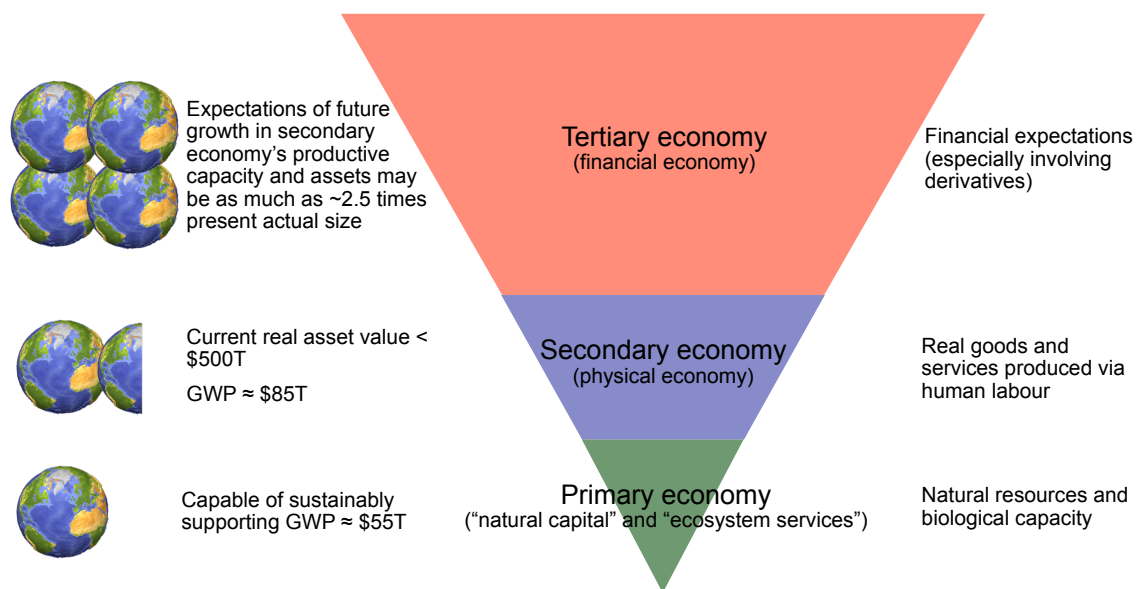 Expectations of future
growth in secondary
economy's productive
capacity and assets may
be as much as ~2.5 times
present actual size
Tertiary economy
(financial economy)
Financial expectations
(especially involving
derivatives)
Current real asset value <
$500T
GWP ≈ $85T
Secondary economy
(physical economy)
Real goods and
services produced via
human labour
Capable of sustainably
supporting GWP ≈ $55T
Primary economy
(“natural capital” and “ecosystem services”)
Natural resources and
biological capacity